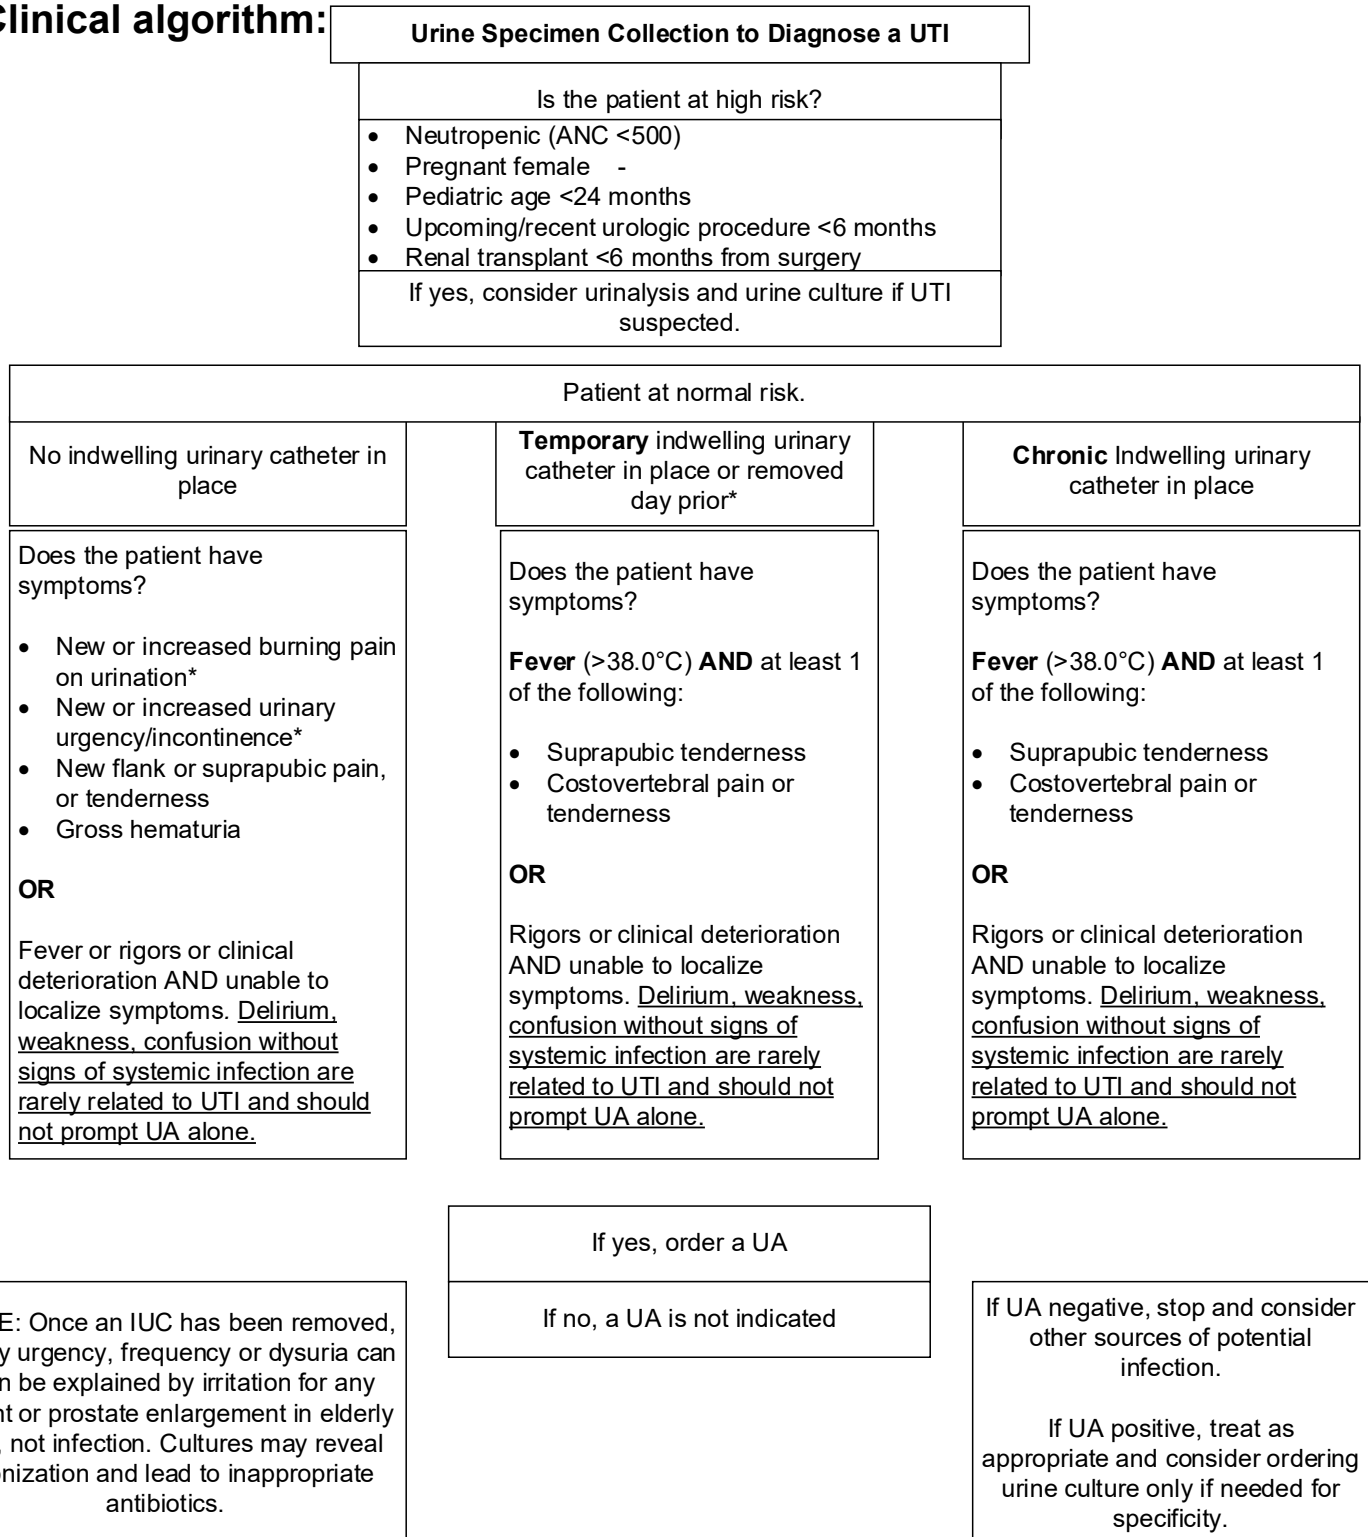 Clinical algorithm:
Urine Specimen Collection to Diagnose a UTI
Is the patient at high risk?
• Neutropenic (ANC <500)
• Pregnant female -
• Pediatric age <24 months
• Upcoming/recent urologic procedure <6 months
• Renal transplant <6 months from surgery
If yes, consider urinalysis and urine culture if UTI
suspected.
Patient at normal risk.
No indwelling urinary catheter in
place
Does the patient have
symptoms?
• New or increased burning pain
on urination*
• New or increased urinary
urgency/incontinence*
• New flank or suprapubic pain,
or tenderness
• Gross hematuria
OR
Fever or rigors or clinical
deterioration AND unable to
localize symptoms. Delirium,
weakness, confusion without
signs of systemic infection are
rarely related to UTI and should
not prompt UA alone.
Temporary indwelling urinary
catheter in place or removed
day prior*
Does the patient have
symptoms?
Fever (>38.0°C) AND at least 1
of the following:
• Suprapubic tenderness
• Costovertebral pain or
tenderness
OR
Rigors or clinical deterioration
AND unable to localize
symptoms. Delirium, weakness,
confusion without signs of
systemic infection are rarely
related to UTI and should not
prompt UA alone.
Chronic Indwelling urinary
catheter in place
Does the patient have
symptoms?
Fever (>38.0°C) AND at least 1
of the following:
• Suprapubic tenderness
• Costovertebral pain or
tenderness
OR
Rigors or clinical deterioration
AND unable to localize
symptoms. Delirium, weakness,
confusion without signs of
systemic infection are rarely
related to UTI and should not
prompt UA alone.
If yes, order a UA
If no, a UA is not indicated
Once an IUC has been removed,
urgency, frequency or dysuria can
be explained by irritation for any
or prostate enlargement in elderly
not infection. Cultures may reveal
and lead to inappropriate
antibiotics.
If UA negative, stop and consider
other sources of potential
infection.
If UA positive, treat as
appropriate and consider ordering
urine culture only if needed for
specificity.